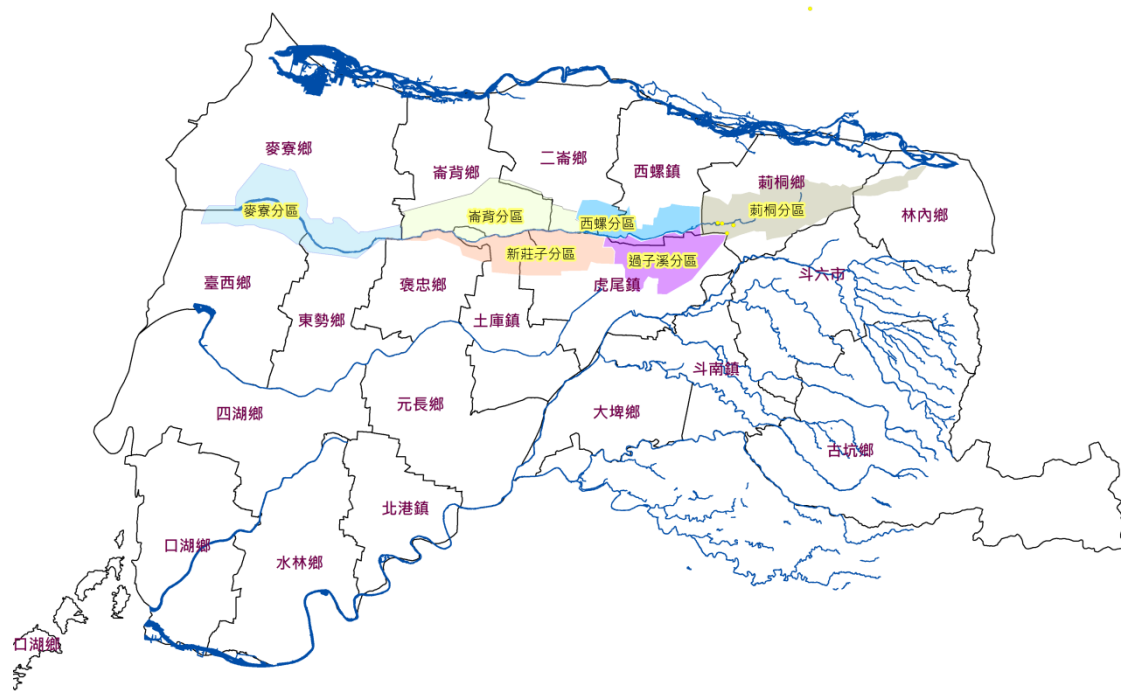 麥寮鄉
崙背鄉
二崙鄉
西螺鎮
莿桐鄉
林內鄉
麥寮分區
崙背分區
西螺分區
莿桐分區
新莊子分區
過子溪分區
臺西鄉
東勢鄉
褒忠鄉
土庫鎮
虎尾鎮
斗六市
斗南鎮
四湖鄉
元長鄉
大埤鄉
古坑鄉
北港鎮
口湖鄉
水林鄉
口湖鄉